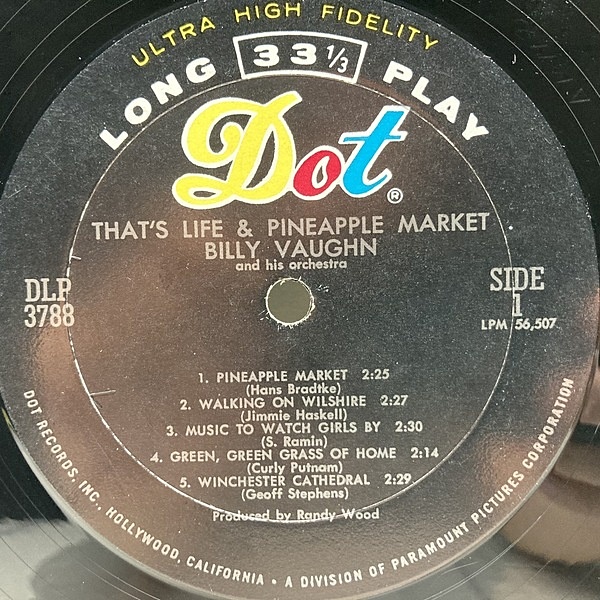 ULTRA HIGH FIDELITY
LONG 33 1/3 PLAY
Dot®
THAT'S LIFE & PINEAPPLE MARKET
BILLY VAUGHN
and his orchestra
DLP
3788
SIDE
1
LPM 56,507
1. PINEAPPLE MARKET 2:25
(Hans Bradtke)
2. WALKING ON WILSHIRE 2:27
(Jimmie Haskell)
3. MUSIC TO WATCH GIRLS BY 2:30
(S. Ramin)
4. GREEN, GREEN GRASS OF HOME 2:14
(Curly Putnam)
5. WINCHESTER CATHEDRAL 2:29
(Geoff Stephens)
Produced by Randy Wood
DOT RECORDS, INC., HOLLYWOOD, CALIFORNIA • A DIVISION OF PARAMOUNT PICTURES CORPORATION